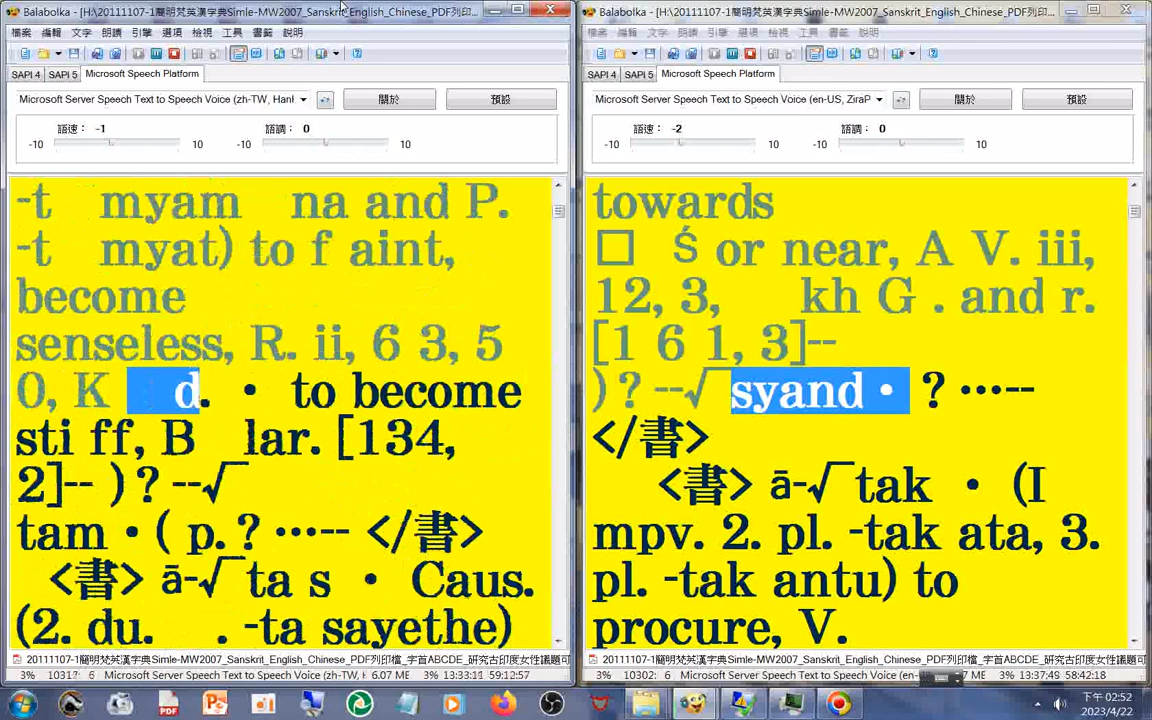 Balabolka - [H:\20111107-1簡明梵英漢字典Simle-MW2007_Sanskrit_English_Chinese_PDF列印...
檔案 編輯 文字 朗讀 引擎 選項 檢視 工具 書籤 說明
SAPI 4 SAPI 5 Microsoft Speech Platform
Microsoft Server Speech Text to Speech Voice (zh-TW, Hanl 關於 預設
語速： -1 語調： 0
-10 10 -10 10
-t myam na and P.
-t myat) to f aint,
become
senseless, R. ii, 6 3, 5
0, K d. • to become
sti ff, B lar. [134,
2]-- ) ? --√
tam • ( p. ? ···-- </書>
<書> ā-√ta s • Caus.
(2. du. . -ta sayethe)
20111107-1簡明梵英漢字典Simle-MW2007_Sanskrit_English_Chinese_PDF列印檔_字首ABCDE_研究古印度女性議題可
3% 1031?: 6 Microsoft Server Speech Text to Speech Voice (zh-TW, H 6.07 ME 3% 13:33:11 59:12:57
Balabolka - [H:\20111107-1簡明梵英漢字典Simle-MW2007_Sanskrit_English_Chinese_PDF列印...
檔案 編輯 文字 朗讀 引擎 選項 檢視 工具 書籤 說明
SAPI 4 SAPI 5 Microsoft Speech Platform
Microsoft Server Speech Text to Speech Voice (en-US, ZiraP 關於 預設
語速： -2 語調： 0
-10 10 -10 10
towards
□ Ś or near, A V. iii,
12, 3, kh G . and r.
[1 6 1, 3]--
) ? --√ syand • ? ···--
</書>
<書> ā-√tak • (I
mpv. 2. pl. -tak ata, 3.
pl. -tak antu) to
procure, V.
20111107-1簡明梵英漢字典Simle-MW2007_Sanskrit_English_Chinese_PDF列印檔_字首ABCDE_研究古印度女性議題可
3% 10302: 6 Microsoft Server Speech Text to Speech Voice ME 3% 13:37:49 58:42:18
下午 02:52
2023/4/22